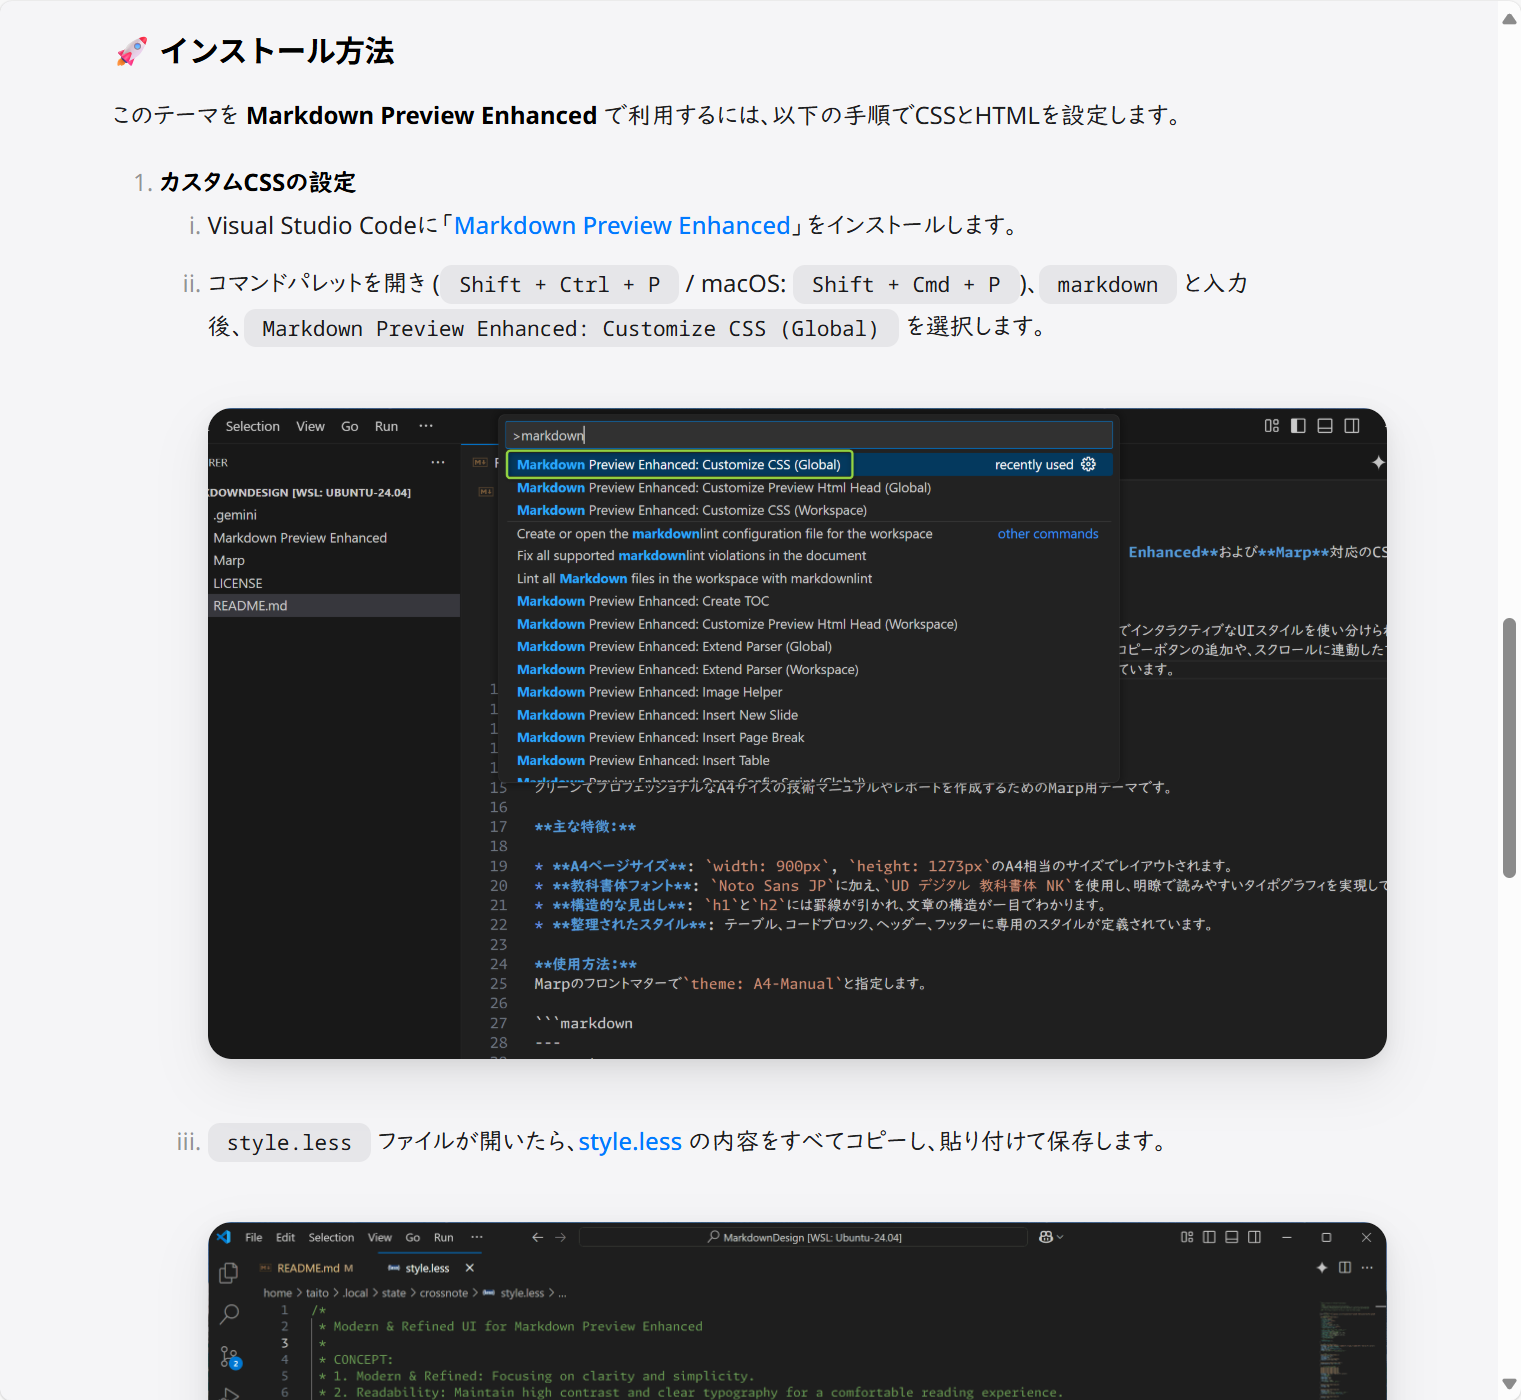 🚀 インストール方法
このテーマを Markdown Preview Enhanced で利用するには、以下の手順でCSSとHTMLを設定します。
1. カスタムCSSの設定
i. Visual Studio Codeに「Markdown Preview Enhanced」をインストールします。
ii. コマンドパレットを開き ( Shift + Ctrl + P / macOS: Shift + Cmd + P )、 markdown と入力
後、 Markdown Preview Enhanced: Customize CSS (Global) を選択します。
Selection View Go Run ···
>markdown
RER ···
Markdown Preview Enhanced: Customize CSS (Global) recently used
Markdown Preview Enhanced: Customize Preview Html Head (Global)
Markdown Preview Enhanced: Customize CSS (Workspace)
Create or open the markdownlint configuration file for the workspace other commands
Fix all supported markdownlint violations in the document
Lint all Markdown files in the workspace with markdownlint
Markdown Preview Enhanced: Create TOC
Markdown Preview Enhanced: Customize Preview Html Head (Workspace)
Markdown Preview Enhanced: Extend Parser (Global)
Markdown Preview Enhanced: Extend Parser (Workspace)
Markdown Preview Enhanced: Image Helper
Markdown Preview Enhanced: Insert New Slide
Markdown Preview Enhanced: Insert Page Break
Markdown Preview Enhanced: Insert Table
Markdown Preview Enhanced: Open Config Script (Global)
KDOWNDESIGN [WSL: UBUNTU-24.04]
.gemini
Markdown Preview Enhanced
Marp
LICENSE
README.md
Enhanced**および**Marp**対応のCS
でインタラクティブなUIスタイルを使い分けられ
コピーボタンの追加や、スクロールに連動した
ています。
15 クリーンでプロフェッショナルなA4サイズの技術マニュアルやレポートを作成するためのMarp用テーマです。
16
17 **主な特徴:**
18
19 * **A4ページサイズ**: `width: 900px`, `height: 1273px`のA4相当のサイズでレイアウトされます。
20 * **教科書体フォント**: `Noto Sans JP`に加え、`UD デジタル 教科書体 NK`を使用し、明瞭で読みやすいタイポグラフィを実現して
21 * **構造的な見出し**: `h1`と`h2`には罫線が引かれ、文章の構造が一目でわかります。
22 * **整理されたスタイル**: テーブル、コードブロック、ヘッダー、フッターに専用のスタイルが定義されています。
23
24 **使用方法:**
25 Marpのフロントマターで`theme: A4-Manual`と指定します。
26
27 ```markdown
28 ---
iii. style.less ファイルが開いたら、style.less の内容をすべてコピーし、貼り付けて保存します。
File Edit Selection View Go Run ··· MarkdownDesign [WSL: Ubuntu-24.04]
README.md M style.less
home > taito > .local > state > crossnote > style.less > ...
1 /*
2 * Modern & Refined UI for Markdown Preview Enhanced
3 *
4 * CONCEPT:
5 * 1. Modern & Refined: Focusing on clarity and simplicity.
6 * 2. Readability: Maintain high contrast and clear typography for a comfortable reading experience.
2